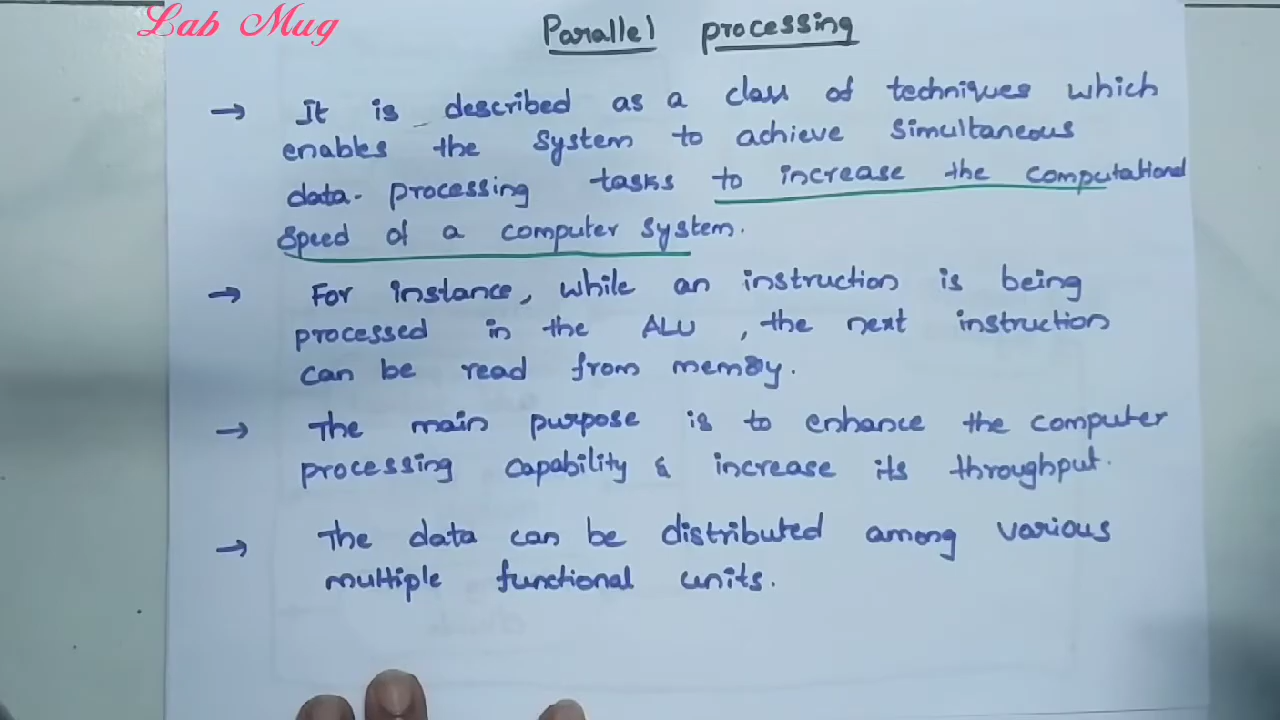 Lab Mug
Parallel processing
→ It is described as a class of techniques which
enables the system to achieve simultaneous
data-processing tasks to increase the computational
speed of a computer system.
→ For instance, while an instruction is being
processed in the ALU, the next instruction
can be read from memory.
→ The main purpose is to enhance the computer
processing capability & increase its throughput.
→ The data can be distributed among various
multiple functional units.